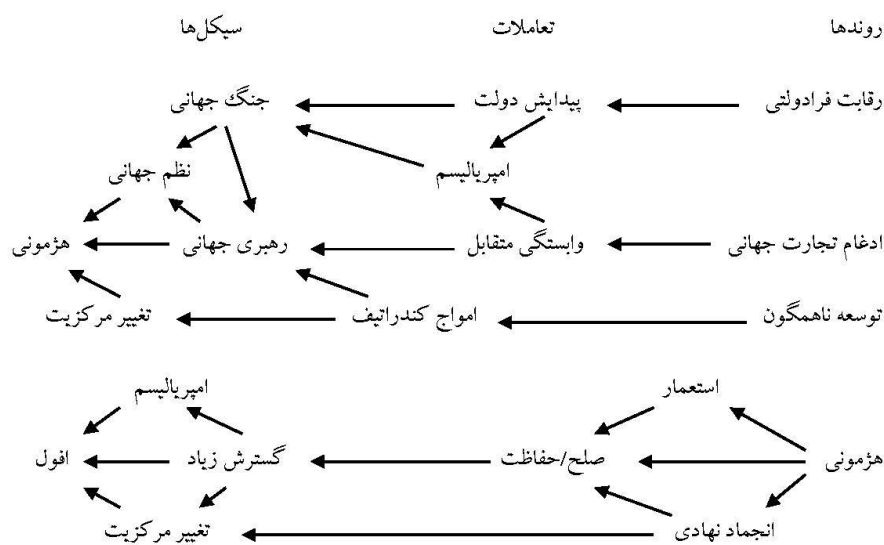 روندها تعاملات سیکل‌ها
رقابت فرادولتی پیدایش دولت جنگ جهانی
امپریالیسم نظم جهانی
ادغام تجارت جهانی وابستگی متقابل رهبری جهانی هژمونی
توسعه ناهمگون امواج کندراتیف تغییر مرکزیت
استعمار امپریالیسم
هژمونی صلح/حفاظت گسترش زیاد افول
انجماد نهادی تغییر مرکزیت